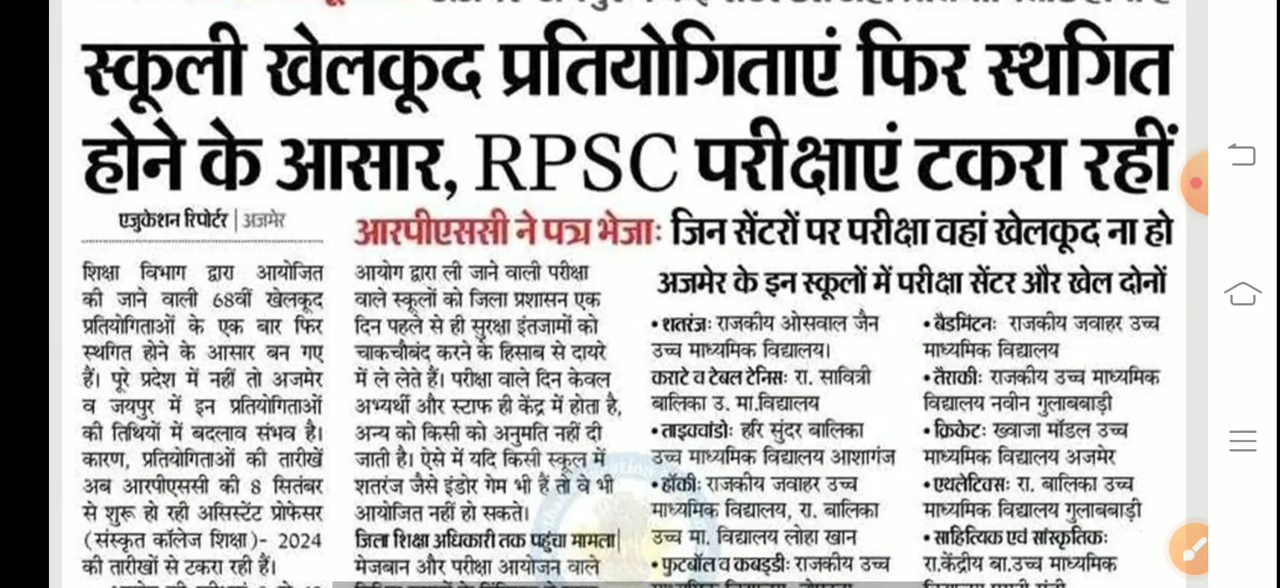 स्कूली खेलकूद प्रतियोगिताएं फिर स्थगित
होने के आसार, RPSC परीक्षाएं टकरा रहीं
एजुकेशन रिपोर्टर | अजमेर
शिक्षा विभाग द्वारा आयोजित
की जाने वाली 68वीं खेलकूद
प्रतियोगिताओं के एक बार फिर
स्थगित होने के आसार बन गए
हैं। पूरे प्रदेश में नहीं तो अजमेर
व जयपुर में इन प्रतियोगिताओं
की तिथियों में बदलाव संभव है।
कारण, प्रतियोगिताओं की तारीखें
अब आरपीएससी की 8 सितंबर
से शुरू हो रही असिस्टेंट प्रोफेसर
(संस्कृत कॉलेज शिक्षा)- 2024
की तारीखों से टकरा रही हैं।
आरपीएससी ने पत्र भेजा: जिन सेंटरों पर परीक्षा वहां खेलकूद ना हो
आयोग द्वारा ली जाने वाली परीक्षा
वाले स्कूलों को जिला प्रशासन एक
दिन पहले से ही सुरक्षा इंतजामों को
चाकचौबंद करने के हिसाब से दायरे
में ले लेते हैं। परीक्षा वाले दिन केवल
अभ्यर्थी और स्टाफ ही केंद्र में होता है,
अन्य को किसी को अनुमति नहीं दी
जाती है। ऐसे में यदि किसी स्कूल में
शतरंज जैसे इंडोर गेम भी हैं तो वे भी
आयोजित नहीं हो सकते।
जिला शिक्षा अधिकारी तक पहुंचा मामला|
मेजबान और परीक्षा आयोजन वाले
अजमेर के इन स्कूलों में परीक्षा सेंटर और खेल दोनों
• शतरंज: राजकीय ओसवाल जैन
उच्च माध्यमिक विद्यालय।
कराटे व टेबल टेनिस: रा. सावित्री
बालिका उ. मा.विद्यालय
• ताइक्वांडो: हरि सुंदर बालिका
उच्च माध्यमिक विद्यालय आशागंज
• हॉकी: राजकीय जवाहर उच्च
माध्यमिक विद्यालय, रा. बालिका
उच्च मा. विद्यालय लोहा खान
• फुटबॉल व कबड्डी: राजकीय उच्च
• बैडमिंटन: राजकीय जवाहर उच्च
माध्यमिक विद्यालय
• तैराकी: राजकीय उच्च माध्यमिक
विद्यालय नवीन गुलाबबाड़ी
• क्रिकेट: ख्वाजा मॉडल उच्च
माध्यमिक विद्यालय अजमेर
• एथलेटिक्स: रा. बालिका उच्च
माध्यमिक विद्यालय गुलाबबाड़ी
• साहित्यिक एवं सांस्कृतिक:
रा.केंद्रीय बा.उच्च माध्यमिक